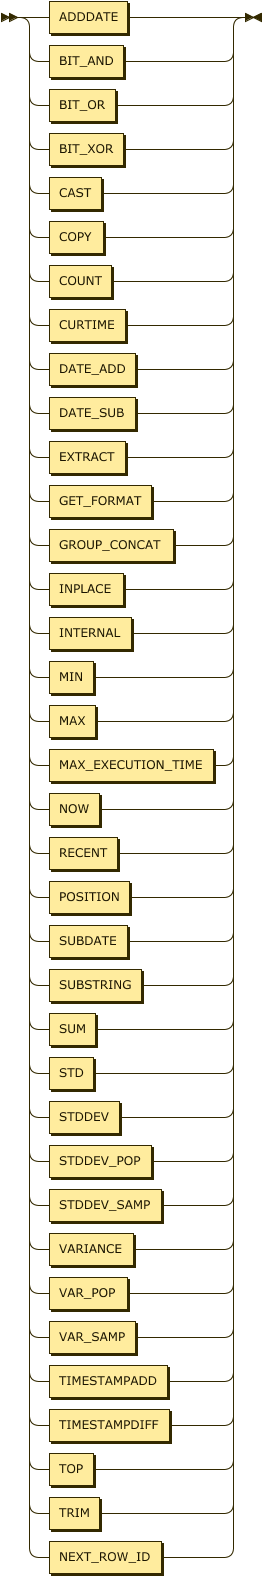 ADDDATE
BIT_AND
BIT_OR
BIT_XOR
CAST
COPY
COUNT
CURTIME
DATE_ADD
DATE_SUB
EXTRACT
GET_FORMAT
GROUP_CONCAT
INPLACE
INTERNAL
MIN
MAX
MAX_EXECUTION_TIME
NOW
RECENT
POSITION
SUBDATE
SUBSTRING
SUM
STD
STDDEV
STDDEV_POP
STDDEV_SAMP
VARIANCE
VAR_POP
VAR_SAMP
TIMESTAMPADD
TIMESTAMPDIFF
TOP
TRIM
NEXT_ROW_ID